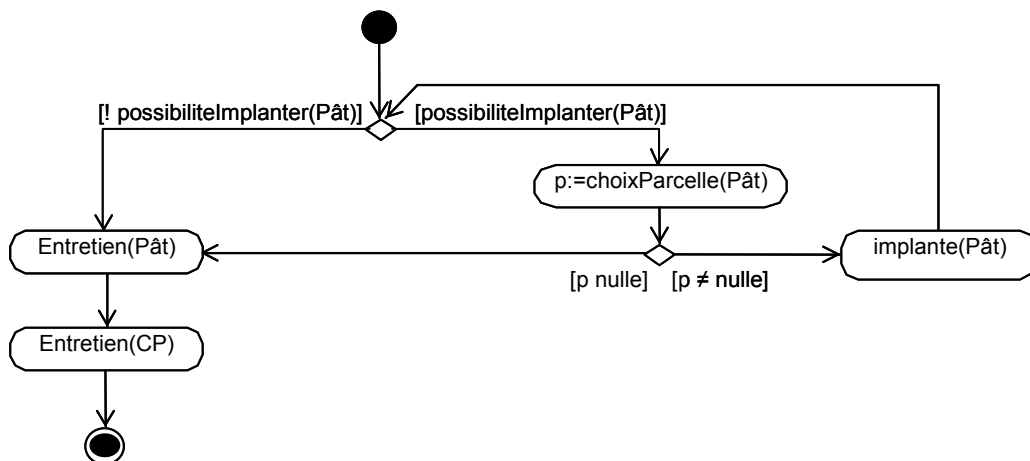 [! possibiliteImplanter(Pât)]
[possibiliteImplanter(Pât)]
p:=choixParcelle(Pât)
Entretien(Pât)
implante(Pât)
[p nulle]
[p ≠ nulle]
Entretien(CP)